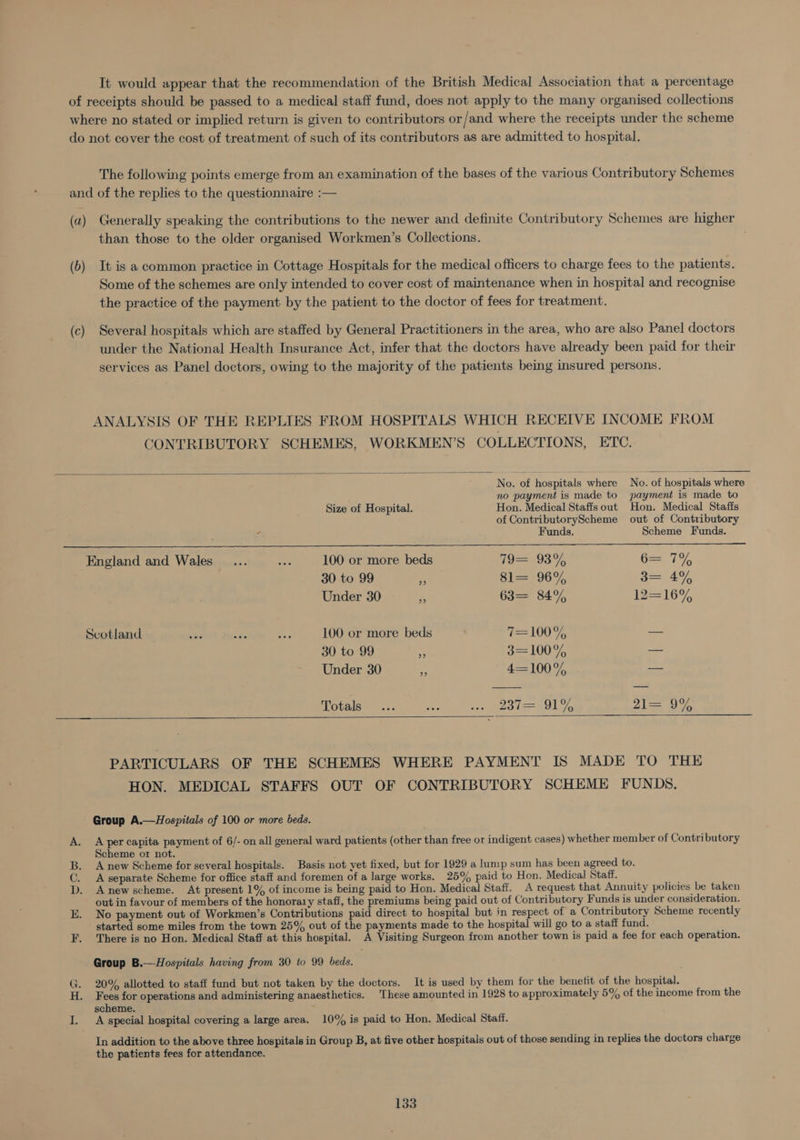 It would appear that the recommendation of the British Medical Association that a percentage
of receipts should be passed to a medical staff fund, does not apply to the many organised collections
where no stated or implied return is given to contributors or/and where the receipts under the scheme
do not cover the cost of treatment of such of its contributors as are admitted to hospital.
The following points emerge from an examination of the bases of the various Contributory Schemes
and of the replies to the questionnaire :—
(a) Generally speaking the contributions to the newer and definite Contributory Schemes are higher
than those to the older organised Workmen's Collections.
(b) It is a common practice in Cottage Hospitals for the medical officers to charge fees to the patients.
Some of the schemes are only intended to cover cost of maintenance when in hospital and recognise
the practice of the payment by the patient to the doctor of fees for treatment.
(c) Several hospitals which are staffed by General Practitioners in the area, who are also Panel doctors
under the National Health Insurance Act, infer that the doctors have already been paid for their
services as Panel doctors, owing to the majority of the patients being insured persons.
ANALYSIS OF THE REPLIES FROM HOSPITALS WHICH RECEIVE INCOME FROM
CONTRIBUTORY SCHEMES, WORKMEN'S COLLECTIONS, ETC.
No. of hospitals where No. of hospitals where
no payment is made to payment is made to
Size of Hospital. Hon. Medical Staffs out Hon. Medical Staffs
of ContributoryScheme out of Contributory
Funds. Scheme Funds.
England and Wales ... ... 100 or more beds 79= 93% 6= 7%
30 to 99 ,, 81= 96% 3= 4%
Under 30 ,, 63= 84% 12=16%
Scotland ... ... ... 100 or more beds 7=100% —
30 to 99 ,, 3=100% —
Under 30 ,, 4=100% —
Totals ... ... ... 237= 91% 21= 9%
PARTICULARS OF THE SCHEMES WHERE PAYMENT IS MADE TO THE
HON. MEDICAL STAFFS OUT OF CONTRIBUTORY SCHEME FUNDS.
Group A.—Hospitals of 100 or more beds.
A. A per capita payment of 6/- on all general ward patients (other than free or indigent cases) whether member of Contributory
Scheme or not.
B. A new Scheme for several hospitals. Basis not yet fixed, but for 1929 a lump sum has been agreed to.
C. A separate Scheme for office staff and foremen of a large works. 25% paid to Hon. Medical Staff.
D. A new scheme. At present 1% of income is being paid to Hon. Medical Staff. A request that Annuity policies be taken
out in favour of members of the honorary staff, the premiums being paid out of Contributory Funds is under consideration.
E. No payment out of Workmen's Contributions paid direct to hospital but in respect of a Contributory Scheme recently
started some miles from the town 25% out of the payments made to the hospital will go to a staff fund.
F. There is no Hon. Medical Staff at this hospital. A Visiting Surgeon from another town is paid a fee for each operation.
Group B.—Hospitals having from 30 to 99 beds.
G. 20% allotted to staff fund but not taken by the doctors. It is used by them for the benefit of the hospital.
H. Fees for operations and administering anaesthetics. These amounted in 1928 to approximately 5% of the income from the
scheme.
I. A special hospital covering a large area. 10% is paid to Hon. Medical Staff.
In addition to the above three hospitals in Group B, at five other hospitals out of those sending in replies the doctors charge
the patients fees for attendance.
133